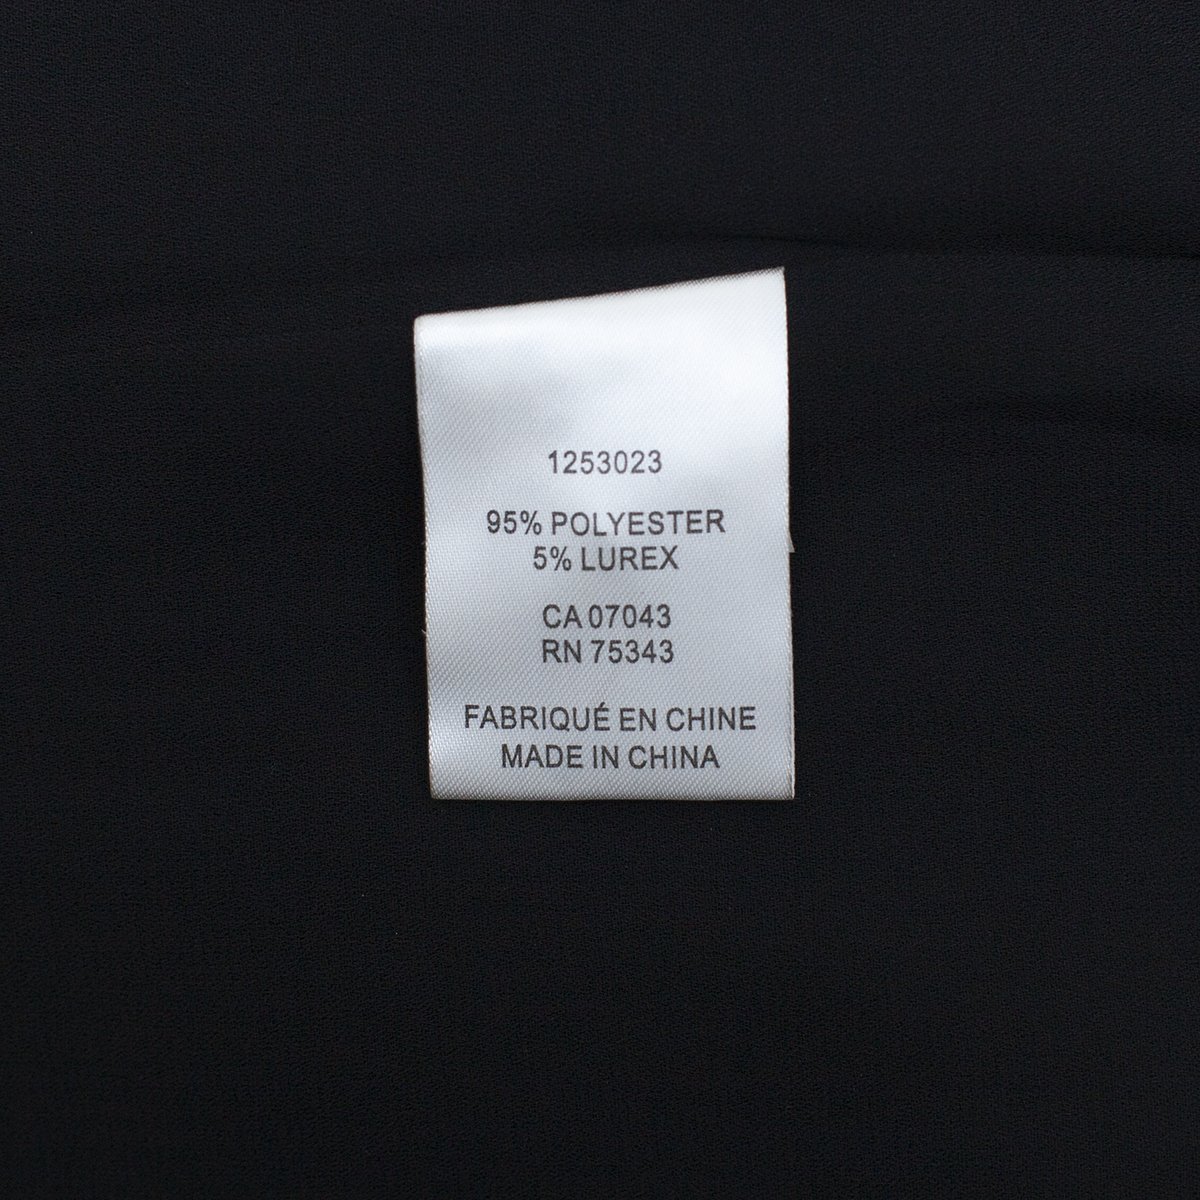 1253023
95% POLYESTER
5% LUREX
CA 07043
RN 75343
FABRIQUÉ EN CHINE
MADE IN CHINA